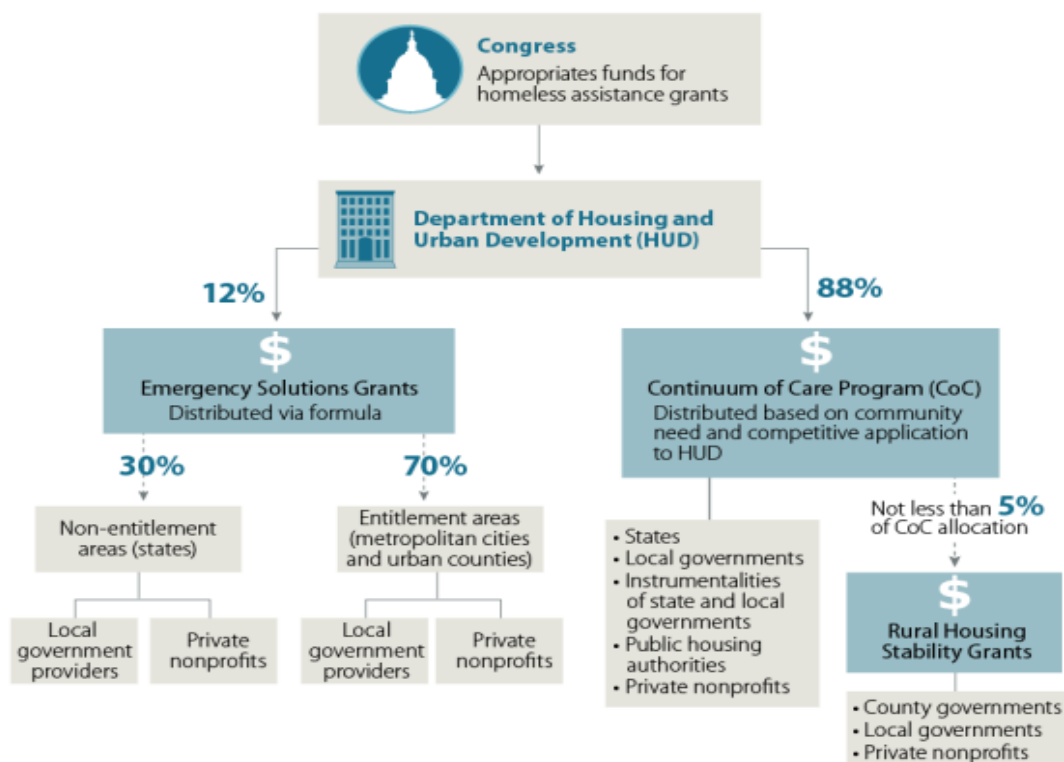 Congress
Appropriates funds for
homeless assistance grants
Department of Housing and
Urban Development (HUD)
12%
88%
$
Emergency Solutions Grants
Distributed via formula
$
Continuum of Care Program (CoC)
Distributed based on community
need and competitive application
to HUD
30%
70%
Non-entitlement
areas (states)
Entitlement areas
(metropolitan cities
and urban counties)
Local
government
providers
Private
nonprofits
Local
government
providers
Private
nonprofits
• States
• Local governments
• Instrumentalities
of state and local
governments
• Public housing
authorities
• Private nonprofits
Not less than 5%
of CoC allocation
$
Rural Housing
Stability Grants
• County governments
• Local governments
• Private nonprofits